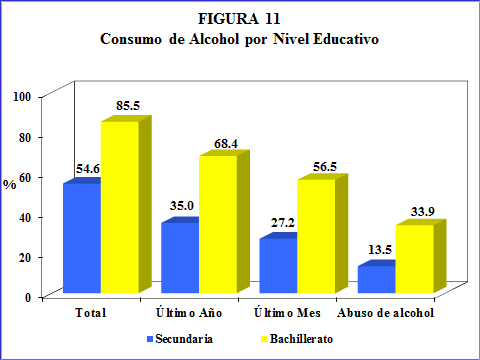 FIGURA 11
Consumo de Alcohol por Nivel Educativo
100
80
60
40
20
0
%
54.6
85.5
35.0
68.4
27.2
56.5
13.5
33.9
Total
Último Año
Último Mes
Abuso de alcohol
Secundaria
Bachillerato